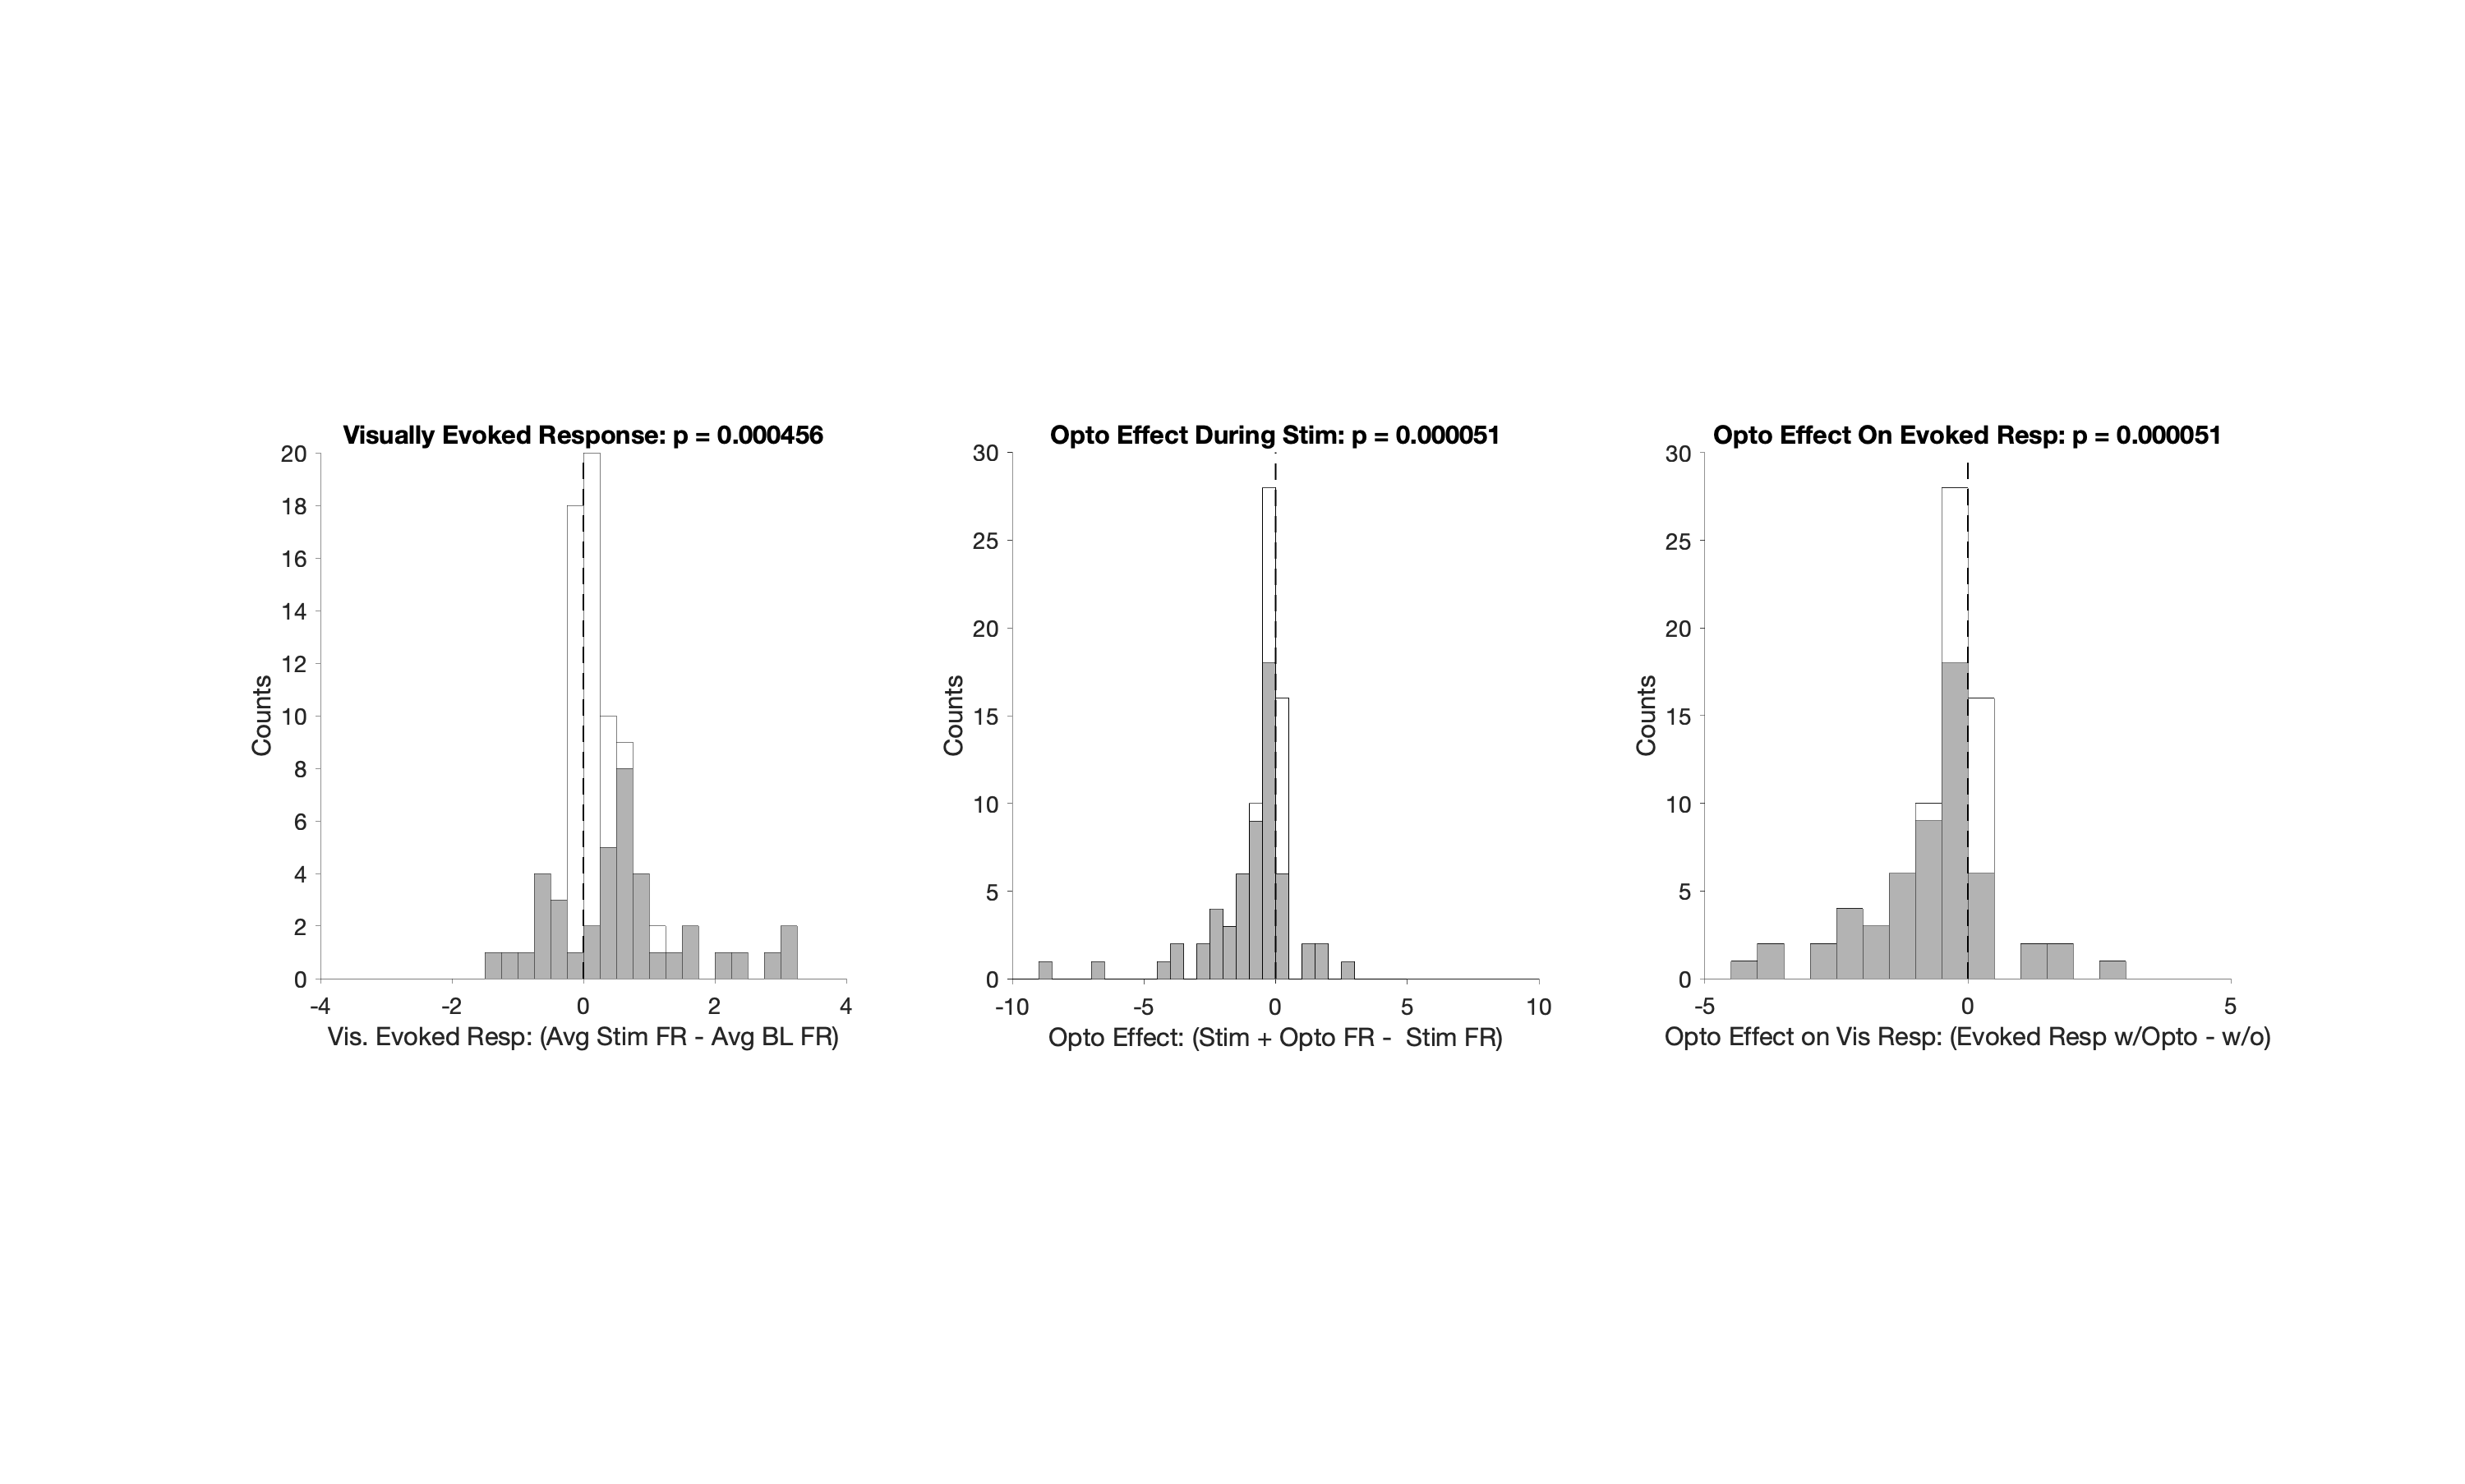 Visually Evoked Response: p = 0.000456
20
18
16
14
12
10
8
6
4
2
0
Counts
-4 -2 0 2 4
Vis. Evoked Resp: (Avg Stim FR - Avg BL FR)
Opto Effect During Stim: p = 0.000051
30
25
20
15
10
5
0
Counts
-10 -5 0 5 10
Opto Effect: (Stim + Opto FR - Stim FR)
Opto Effect On Evoked Resp: p = 0.000051
30
25
20
15
10
5
0
Counts
-5 0 5
Opto Effect on Vis Resp: (Evoked Resp w/Opto - w/o)